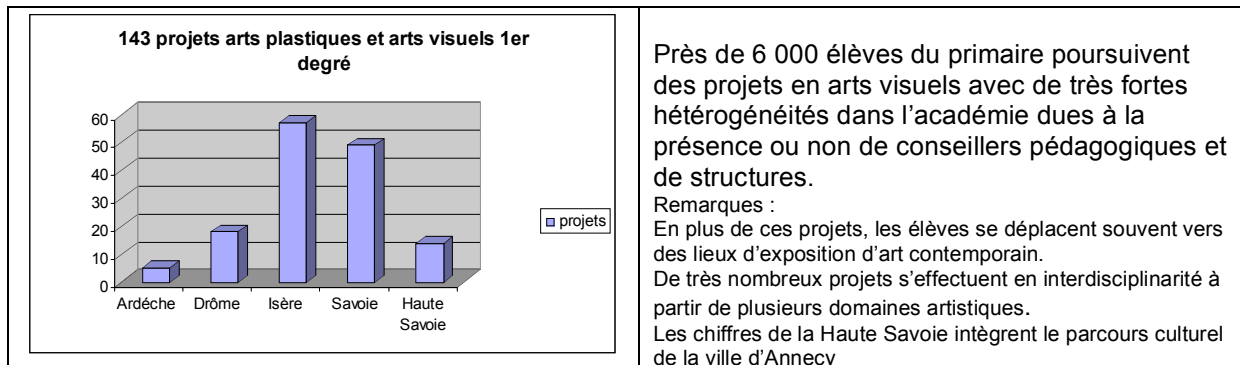 143 projets arts plastiques et arts visuels 1er
degré
60
50
40
30
20
10
0
Ardéche Drôme Isère Savoie Haute
Savoie
projets
Près de 6 000 élèves du primaire poursuivent
des projets en arts visuels avec de très fortes
hétérogénéités dans l’académie dues à la
présence ou non de conseillers pédagogiques et
de structures.
Remarques :
En plus de ces projets, les élèves se déplacent souvent vers
des lieux d’exposition d’art contemporain.
De très nombreux projets s’effectuent en interdisciplinarité à
partir de plusieurs domaines artistiques.
Les chiffres de la Haute Savoie intègrent le parcours culturel
de la ville d’Annecy